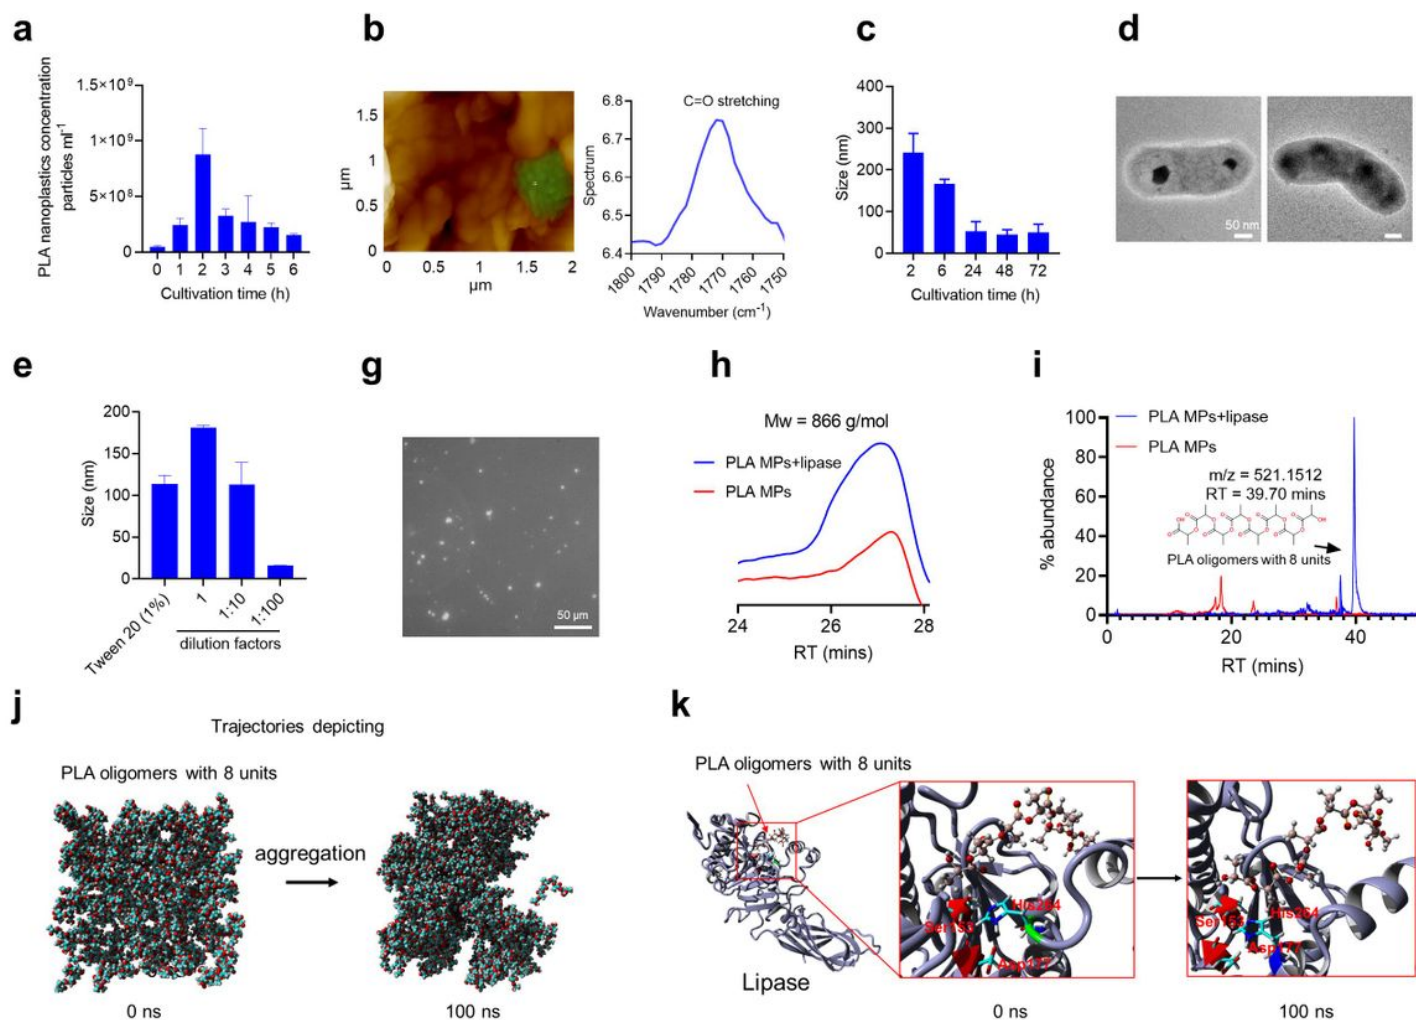 a
PLA nanoplastics concentration
particles ml⁻¹
1.5×10⁹
1×10⁹
5×10⁸
0
0 1 2 3 4 5 6
Cultivation time (h)
b
μm
1.5
1
0.5
0
0 0.5 1 1.5 2
μm
C=O stretching
Spectrum
6.8
6.7
6.6
6.5
6.4
1800 1790 1780 1770 1760 1750
Wavenumber (cm⁻¹)
c
Size (nm)
400
300
200
100
0
2 6 24 48 72
Cultivation time (h)
d
50 nm
e
Size (nm)
200
150
100
50
0
Tween 20 (1%) 1 1:10 1:100
dilution factors
g
50 μm
h
Mw = 866 g/mol
PLA MPs+lipase
PLA MPs
24 26 28
RT (mins)
i
% abundance
100
80
60
40
20
0
PLA MPs+lipase
PLA MPs
m/z = 521.1512
RT = 39.70 mins
PLA oligomers with 8 units
0 20 40
RT (mins)
j
Trajectories depicting
PLA oligomers with 8 units
aggregation
0 ns
100 ns
k
PLA oligomers with 8 units
Lipase
His264
Ser153
Asp177
0 ns
Ser153
His264
Asp177
100 ns